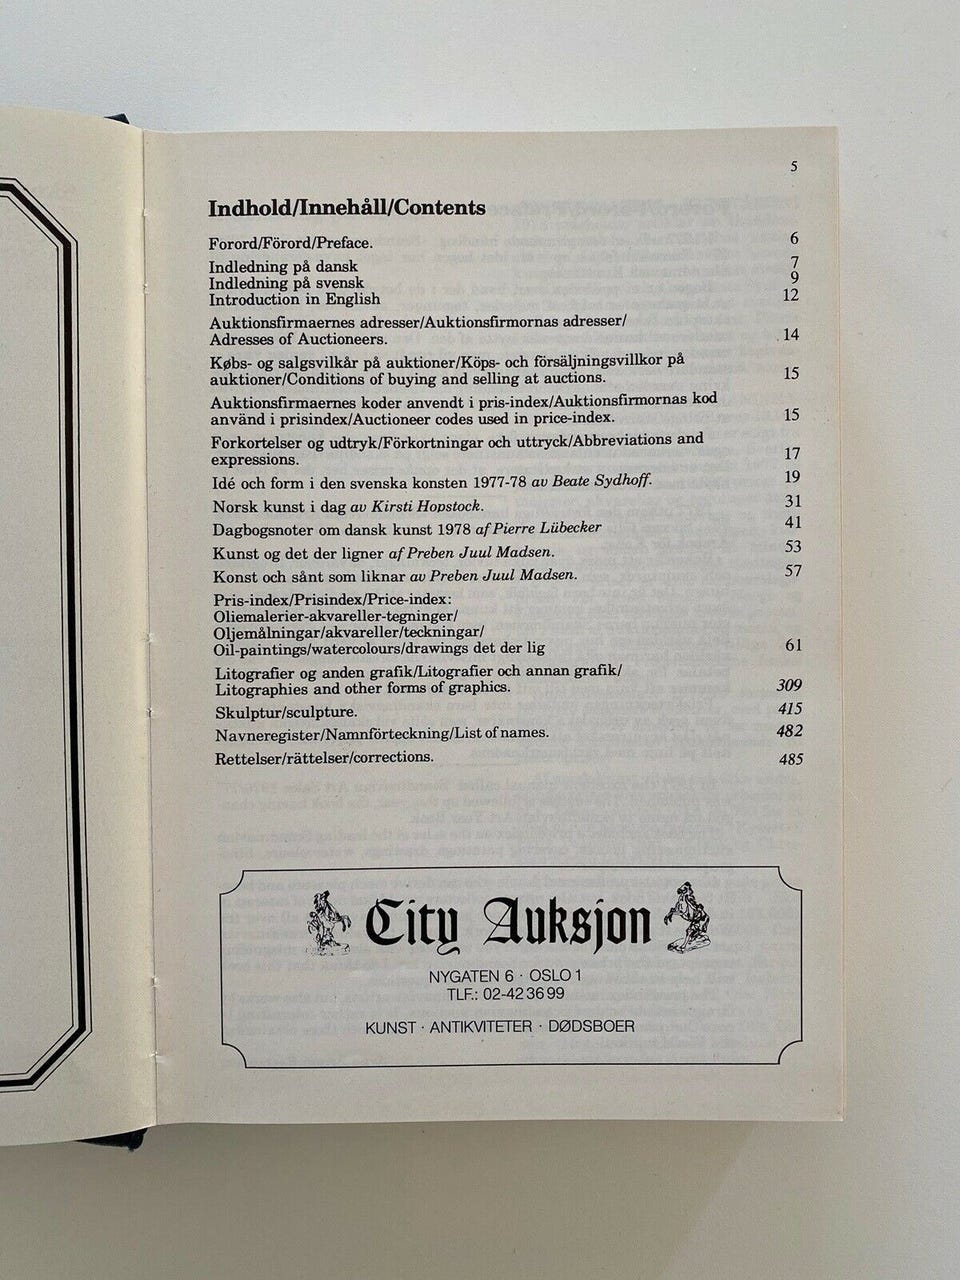 5
Indhold/Innehåll/Contents
Forord/Förord/Preface. 6
Indledning på dansk 7
Indledning på svensk 9
Introduction in English 12
Auktionsfirmaernes adresser/Auktionsfirmornas adresser/
Adresses of Auctioneers. 14
Købs- og salgsvilkår på auktioner/Köps- och försäljningsvillkor på
auktioner/Conditions of buying and selling at auctions. 15
Auktionsfirmaernes koder anvendt i pris-index/Auktionsfirmornas kod
använd i prisindex/Auctioneer codes used in price-index. 15
Forkortelser og udtryk/Förkortningar och uttryck/Abbreviations and
expressions. 17
Idé och form i den svenska konsten 1977-78 av Beate Sydhoff. 19
Norsk kunst i dag av Kirsti Hopstock. 31
Dagbogsnoter om dansk kunst 1978 af Pierre Lübecker 41
Kunst og det der ligner af Preben Juul Madsen. 53
Konst och sånt som liknar av Preben Juul Madsen. 57
Pris-index/Prisindex/Price-index:
Oliemalerier-akvareller-tegninger/
Oljemålningar/akvareller/teckningar/
Oil-paintings/watercolours/drawings det der lig 61
Litografier og anden grafik/Litografier och annan grafik/
Litographies and other forms of graphics. 309
Skulptur/sculpture. 415
Navneregister/Namnförteckning/List of names. 482
Rettelser/rättelser/corrections. 485
City Auksjon
NYGATEN 6 · OSLO 1
TLF.: 02-42 36 99
KUNST · ANTIKVITETER · DØDSBOER